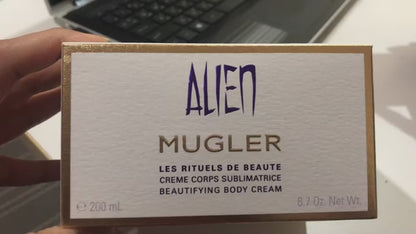 ALIEN
MUGLER
LES RITUELS DE BEAUTE
CREME CORPS SUBLIMATRICE
BEAUTIFYING BODY CREAM
℮ 200 mL 6.7 Oz. Net Wt.